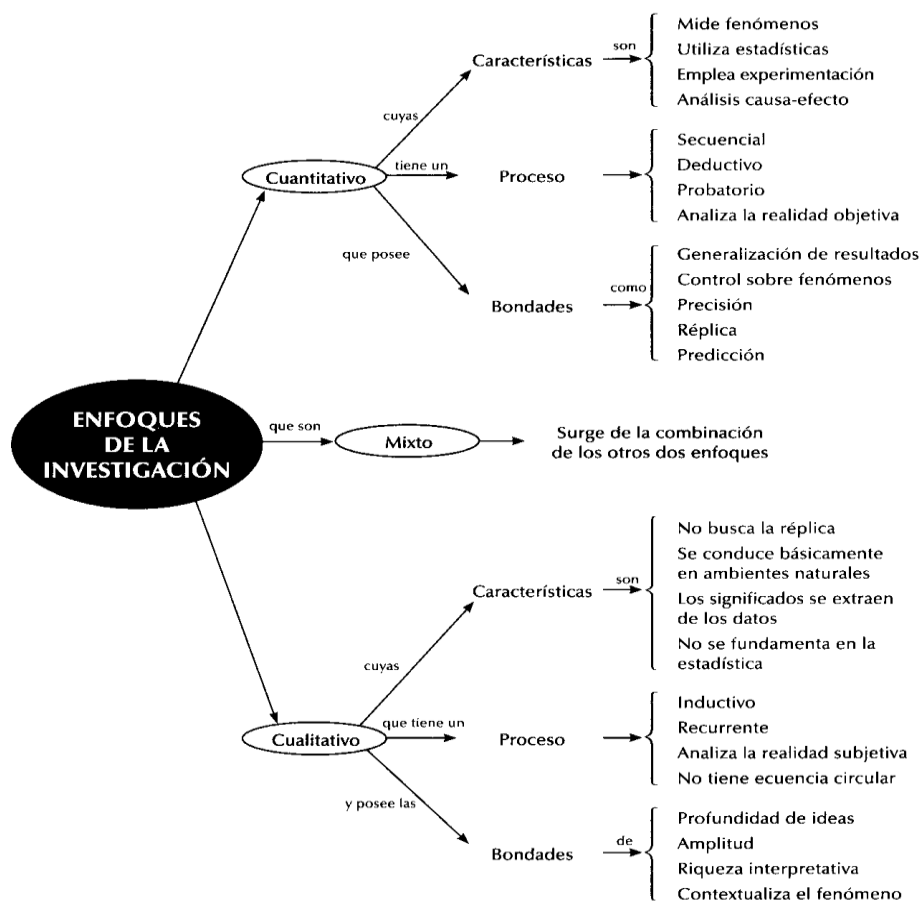 ENFOQUES
DE LA
INVESTIGACIÓN
Cuantitativo
cuyas
Características
son
Mide fenómenos
Utiliza estadísticas
Emplea experimentación
Análisis causa-efecto
tiene un
Proceso
Secuencial
Deductivo
Probatorio
Analiza la realidad objetiva
que posee
Bondades
como
Generalización de resultados
Control sobre fenómenos
Precisión
Réplica
Predicción
que son
Mixto
Surge de la combinación
de los otros dos enfoques
Cualitativo
cuyas
Características
son
No busca la réplica
Se conduce básicamente
en ambientes naturales
Los significados se extraen
de los datos
No se fundamenta en la
estadística
que tiene un
Proceso
Inductivo
Recurrente
Analiza la realidad subjetiva
No tiene ecuencia circular
y posee las
Bondades
de
Profundidad de ideas
Amplitud
Riqueza interpretativa
Contextualiza el fenómeno